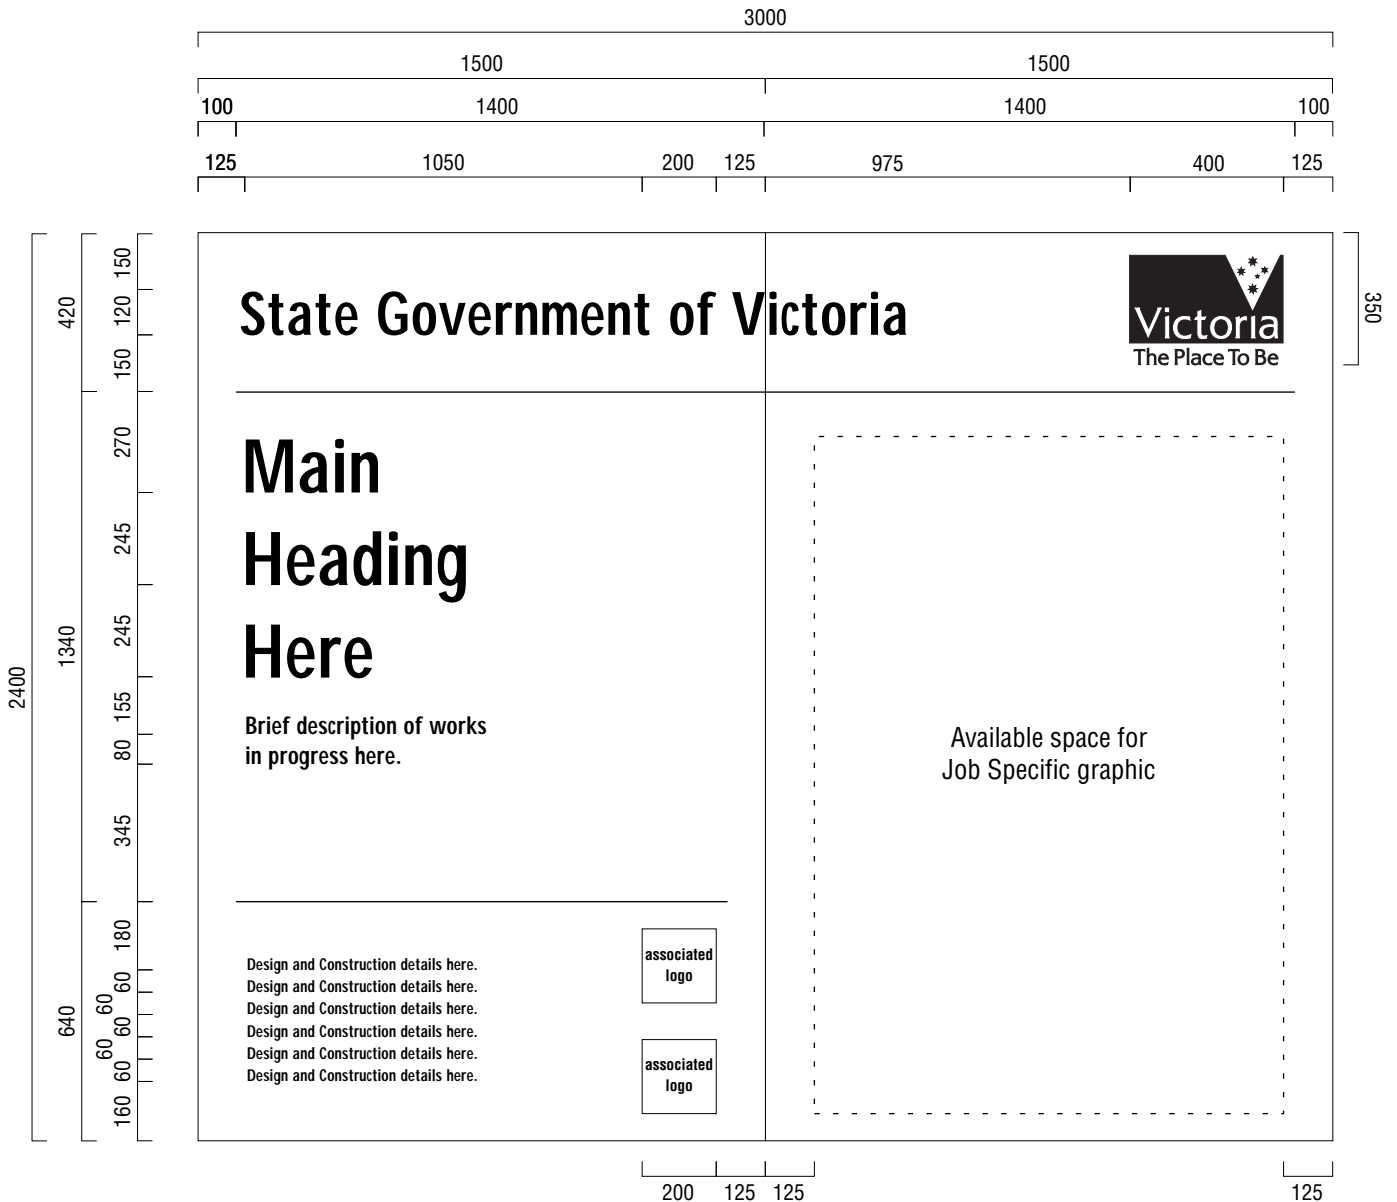 3000
1500 1500
100 1400 1400 100
125 1050 200 125 975 400 125
2400
420
1340
640
150
120
150
270
245
245
155
80
345
180
60
60
60
60
60
160
350
State Government of Victoria
Victoria
The Place To Be
Main
Heading
Here
Brief description of works
in progress here.
Available space for
Job Specific graphic
Design and Construction details here.
Design and Construction details here.
Design and Construction details here.
Design and Construction details here.
Design and Construction details here.
Design and Construction details here.
associated
logo
associated
logo
200 125 125 125